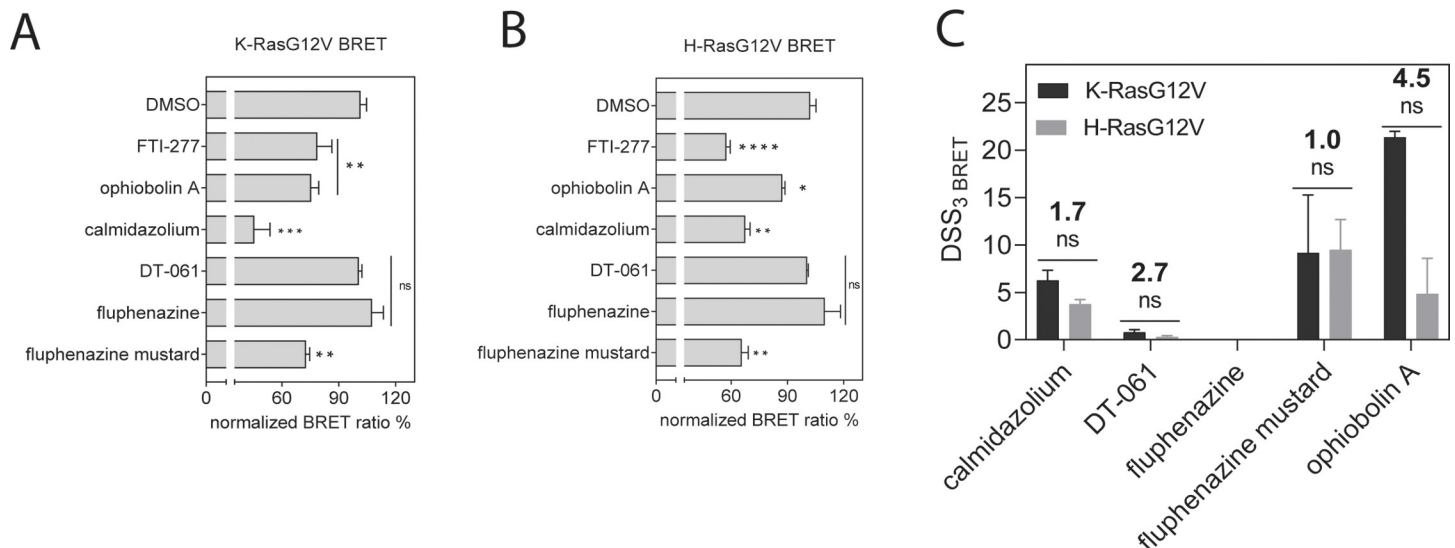 A
K-RasG12V BRET
DMSO
FTI-277
ophiobolin A
**
calmidazolium
***
DT-061
fluphenazine
ns
fluphenazine mustard
**
0 60 90 120
normalized BRET ratio %
B
H-RasG12V BRET
DMSO
FTI-277
****
ophiobolin A
*
calmidazolium
**
DT-061
fluphenazine
ns
fluphenazine mustard
**
0 60 90 120
normalized BRET ratio %
C
DSS3 BRET
25
20
15
10
5
0
K-RasG12V
H-RasG12V
1.7
ns
2.7
ns
1.0
ns
4.5
ns
calmidazolium
DT-061
fluphenazine
fluphenazine mustard
ophiobolin A